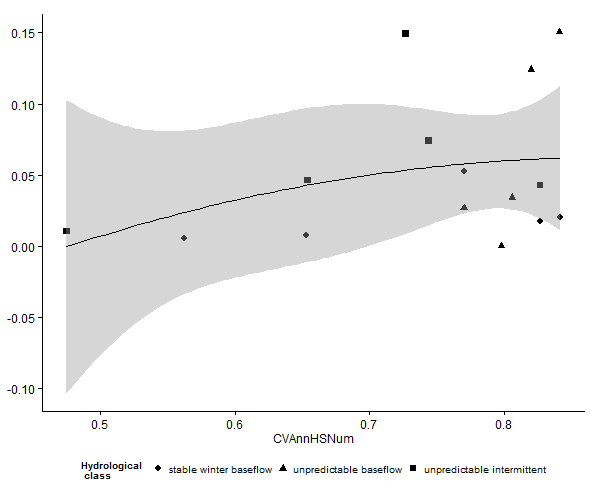 0.15
0.10
0.05
0.00
-0.05
-0.10
0.5 0.6 0.7 0.8
CVAnnHSNum
Hydrological
class
stable winter baseflow unpredictable baseflow unpredictable intermittent